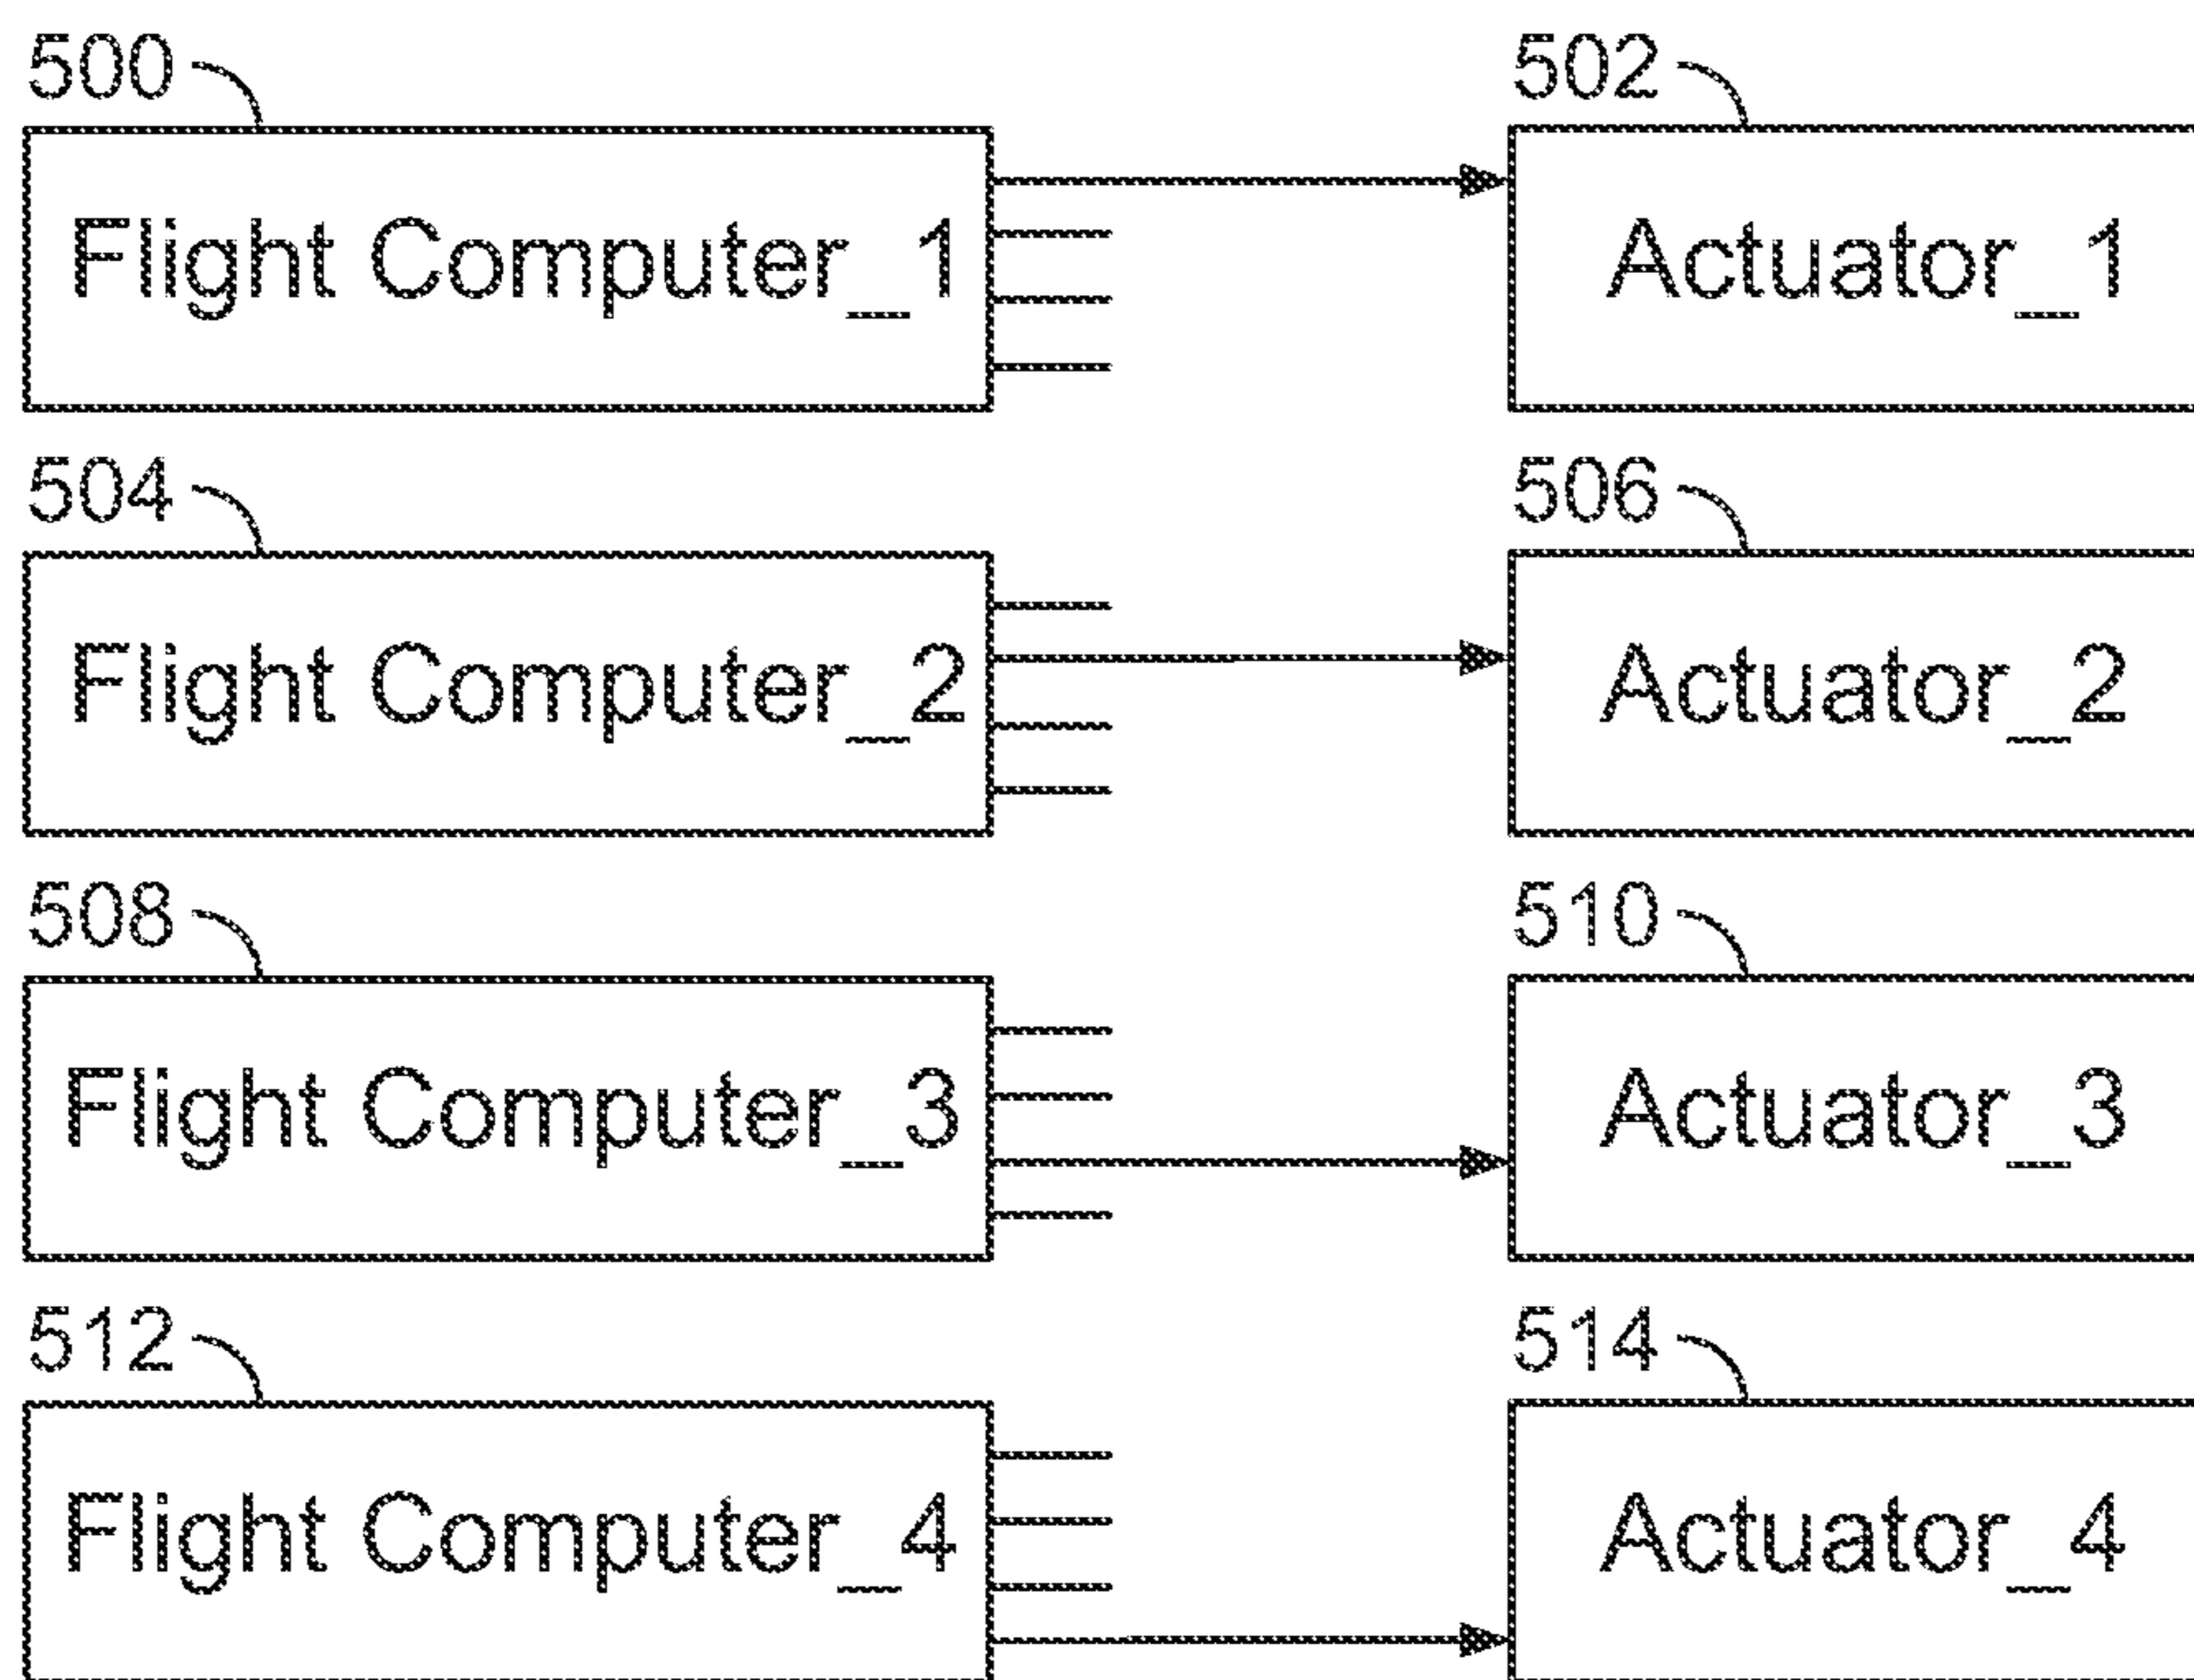 500
502
Flight Computer_1
Actuator_1
504
506
Flight Computer_2
Actuator_2
508
510
Flight Computer_3
Actuator_3
512
514
Flight Computer_4
Actuator_4